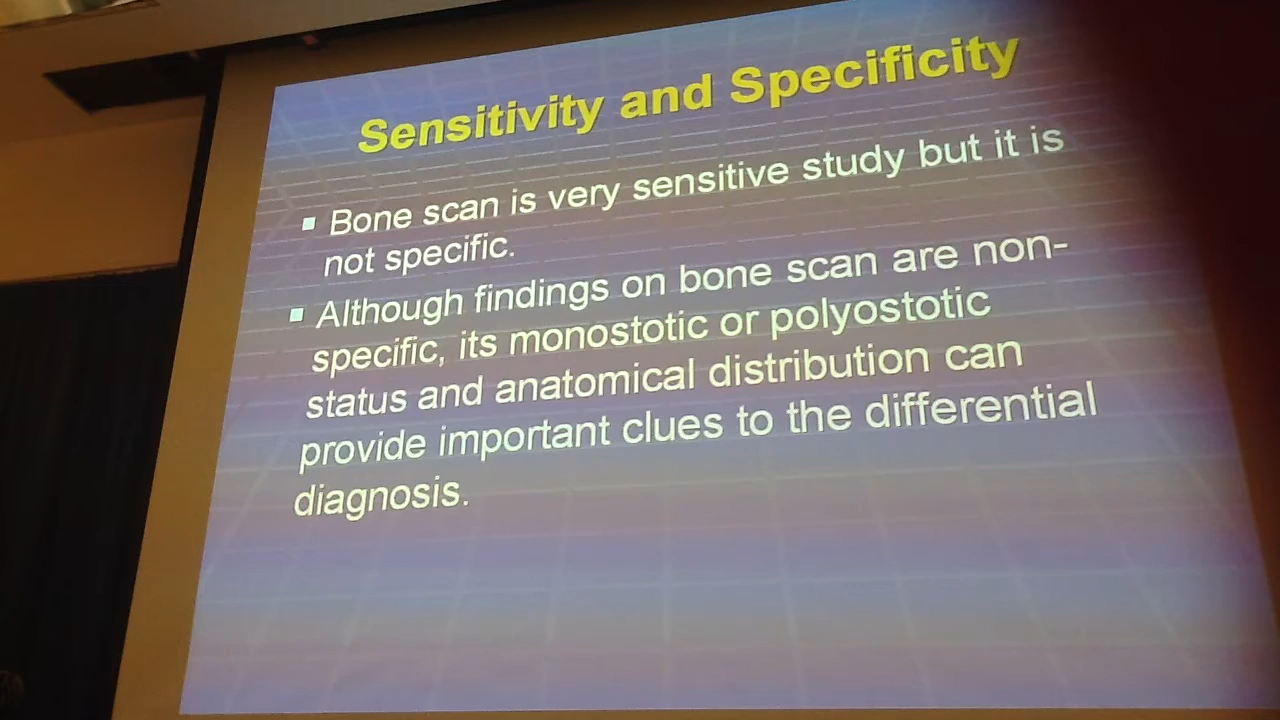 Sensitivity and Specificity
▪ Bone scan is very sensitive study but it is
not specific.
▪ Although findings on bone scan are non-
specific, its monostotic or polyostotic
status and anatomical distribution can
provide important clues to the differential
diagnosis.